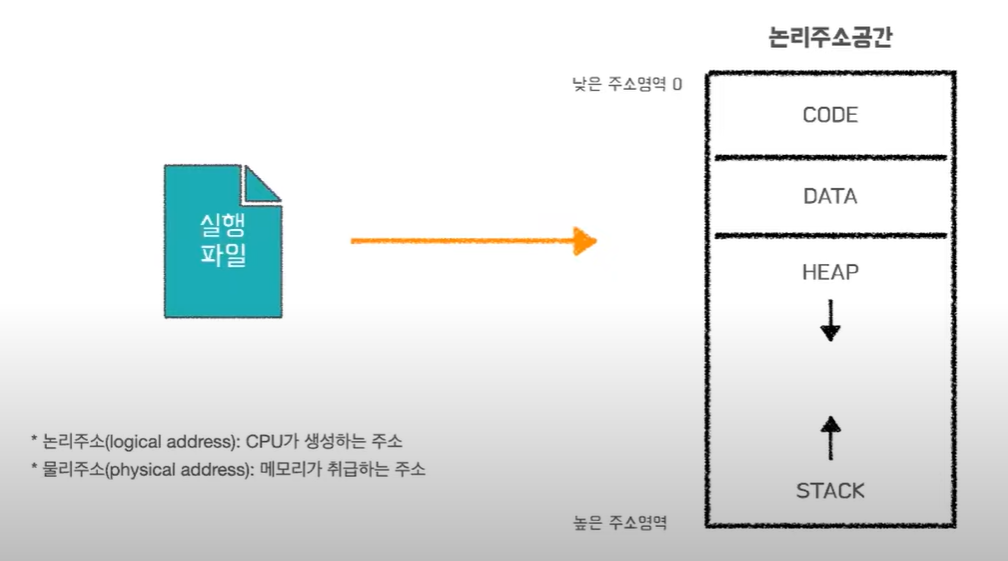 논리주소공간
낮은 주소영역 0
CODE
DATA
실행
파일
HEAP
* 논리주소(logical address): CPU가 생성하는 주소
* 물리주소(physical address): 메모리가 취급하는 주소
STACK
높은 주소영역